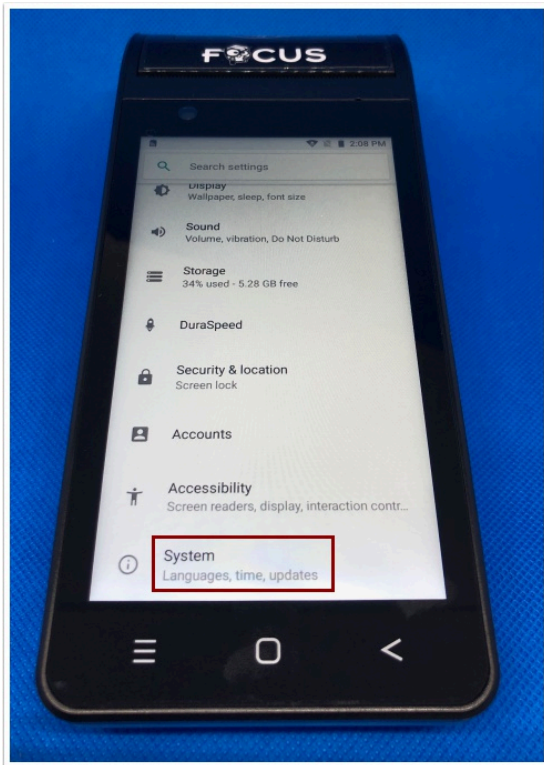 FOCUS
2:08 PM
Search settings
Display
Wallpaper, sleep, font size
Sound
Volume, vibration, Do Not Disturb
Storage
34% used - 5.28 GB free
DuraSpeed
Security & location
Screen lock
Accounts
Accessibility
Screen readers, display, interaction contr...
System
Languages, time, updates